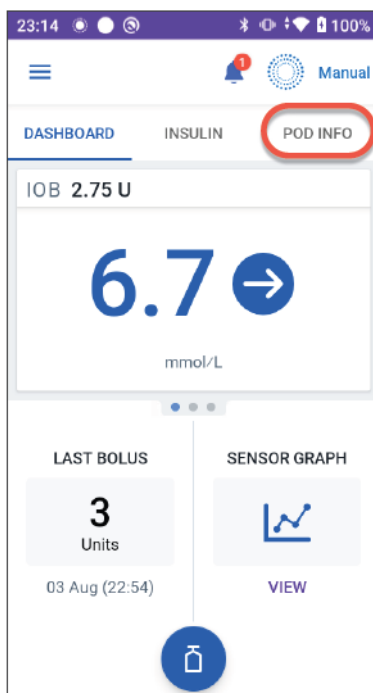 23:14 100%
1
Manual
DASHBOARD INSULIN POD INFO
IOB 2.75 U
6.7
mmol/L
LAST BOLUS SENSOR GRAPH
3
Units
03 Aug (22:54) VIEW